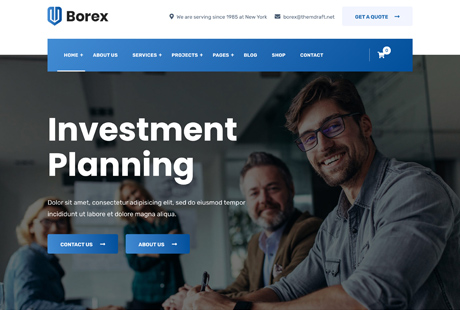 Borex
We are serving since 1985 at New York
borex@themdraft.net
GET A QUOTE
HOME +
ABOUT US
SERVICES +
PROJECTS +
PAGES +
BLOG
SHOP
CONTACT
0
Investment
Planning
Dolor sit amet, consectetur adipisicing elit, sed do eiusmod tempor
incididunt ut labore et dolore magna aliqua.
CONTACT US
ABOUT US